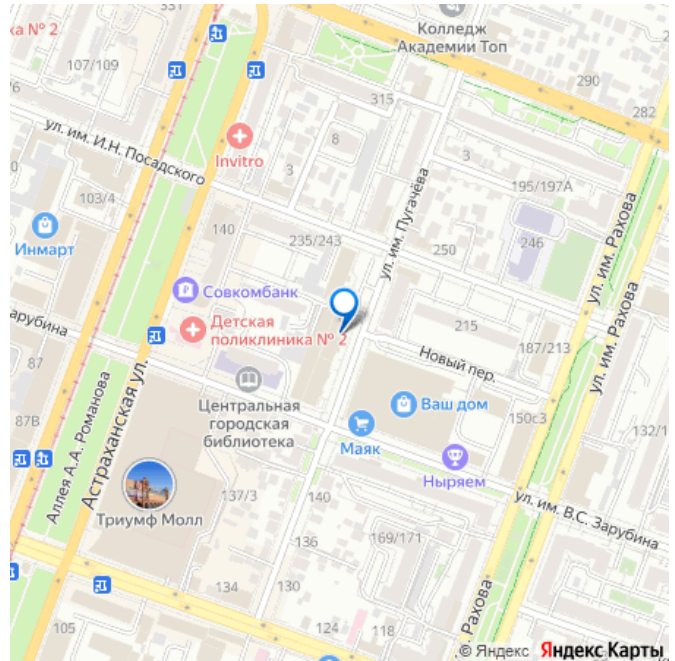 ка № 2
331
Колледж
Академии Топ
107/109
290
282
76
315
ул. им. И.Н. Посадского
8
Invitro
3
3
ул. им. Пугачёва
195/197А
103/4
140
235/243
250
246
ул. им. Рахова
Инмарт
Совкомбанк
Детская
поликлиника № 2
215
Новый пер.
187/213
ул. им. Рахова
Зарубина
87
Аллея А.А. Романова
Астраханская ул.
Центральная
городская
библиотека
Ваш дом
150с3
132/1
87В
Маяк
Ныряем
ул. им. В.С. Зарубина
137/3
140
Триумф Молл
136
169/171
134
130
124
118
105
Рахова
© Яндекс Яндекс Карты